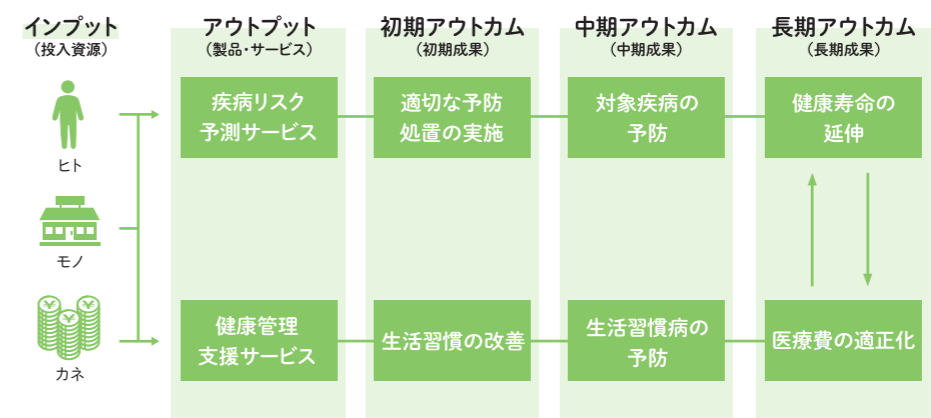 インプット
（投入資源）
アウトプット
（製品・サービス）
初期アウトカム
（初期成果）
中期アウトカム
（中期成果）
長期アウトカム
（長期成果）
ヒト
モノ
¥ ¥
¥
カネ
疾病リスク
予測サービス
適切な予防
処置の実施
対象疾病の
予防
健康寿命の
延伸
健康管理
支援サービス
生活習慣の改善
生活習慣病の
予防
医療費の適正化